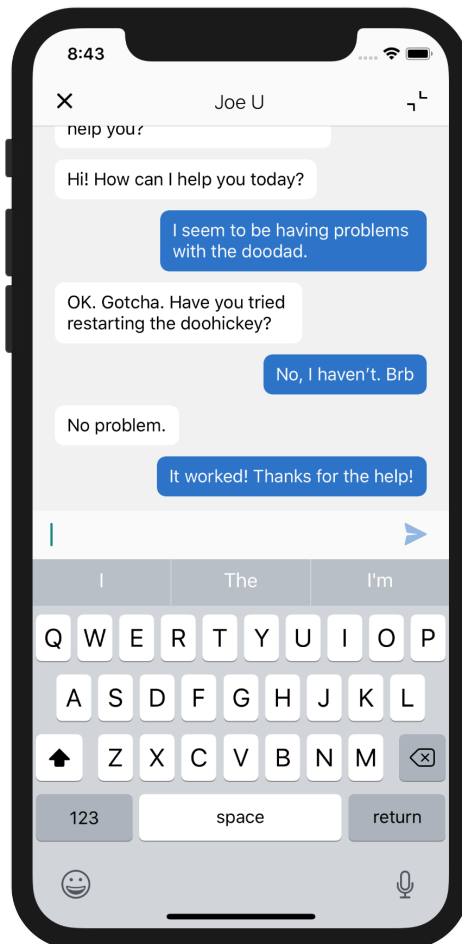 8:43
Joe U
help you?
Hi! How can I help you today?
I seem to be having problems
with the doodad.
OK. Gotcha. Have you tried
restarting the doohickey?
No, I haven’t. Brb
No problem.
It worked! Thanks for the help!
I The I'm
Q W E R T Y U I O P
A S D F G H J K L
Z X C V B N M
123 space return